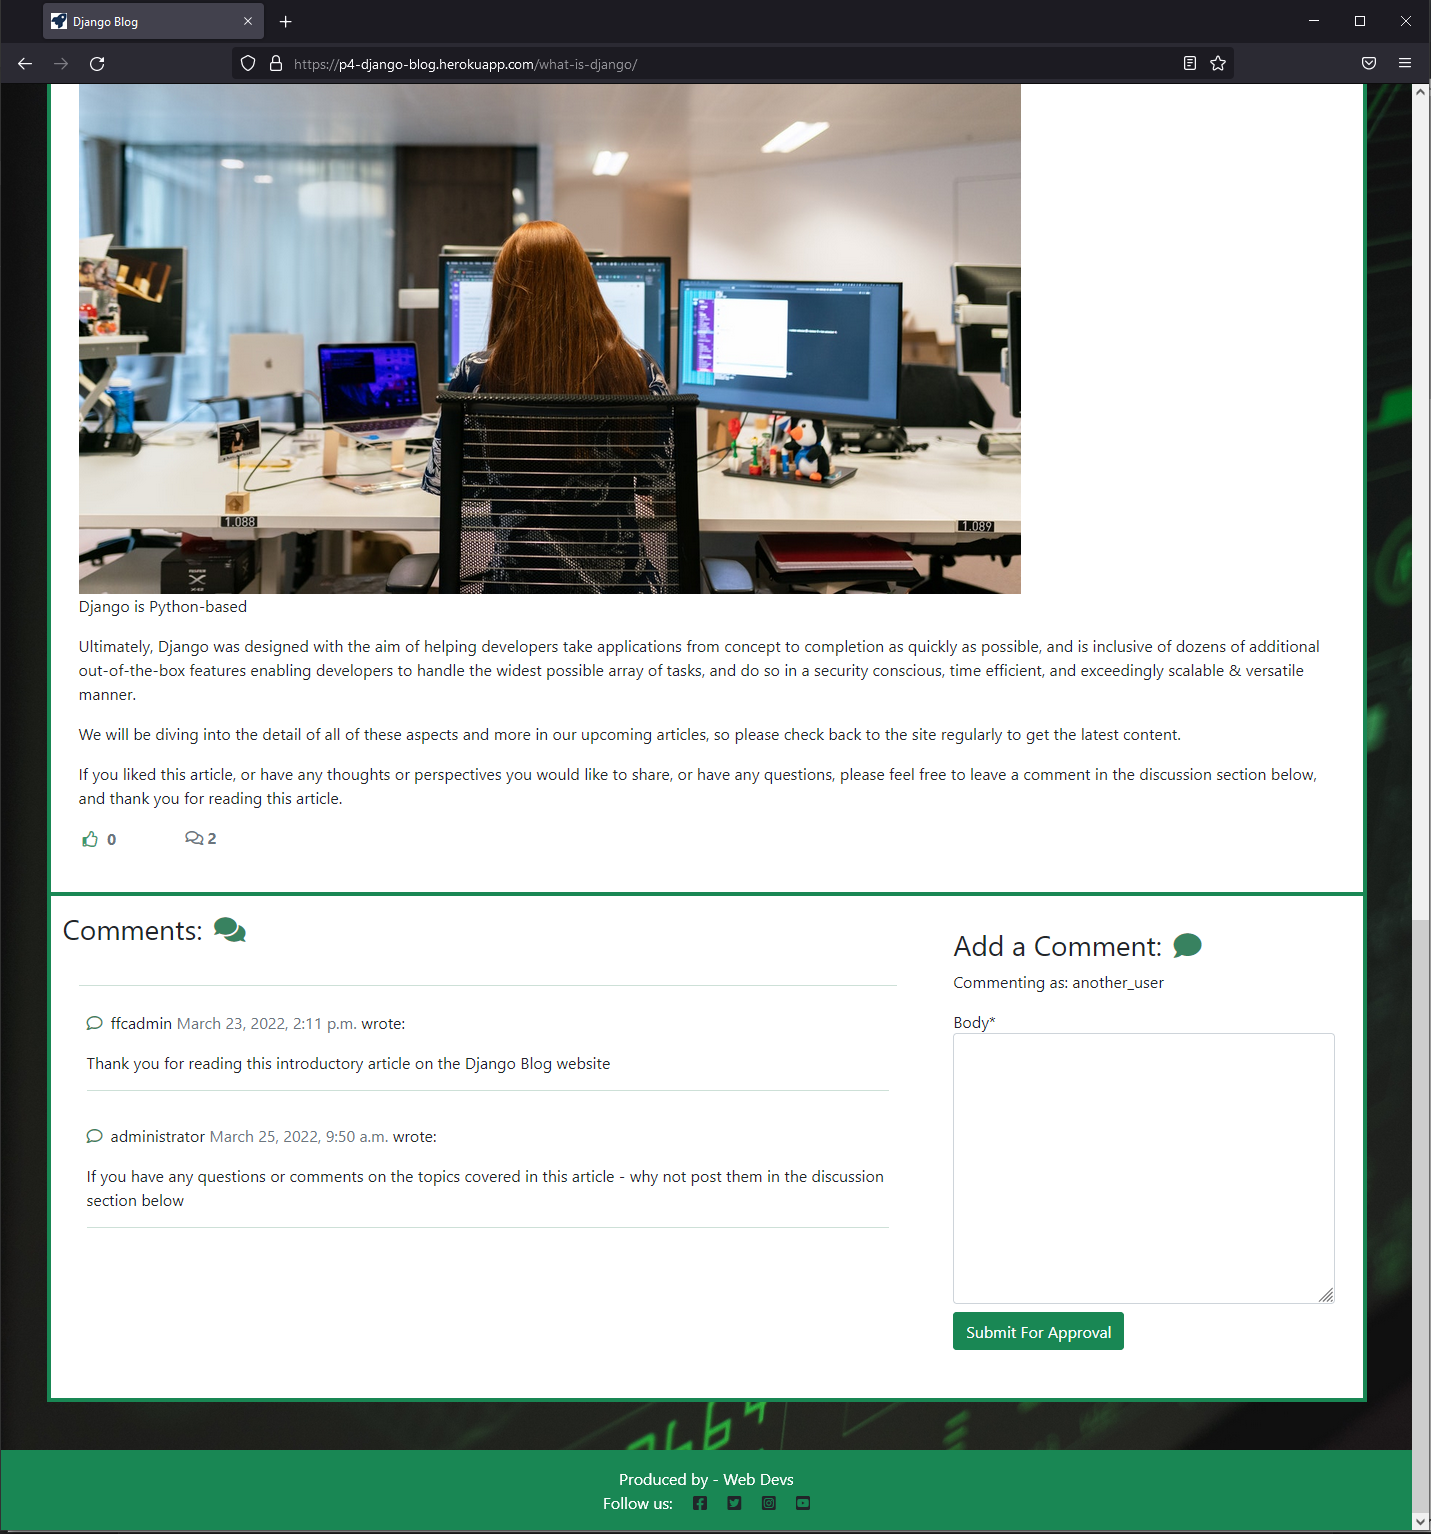 Django Blog
https://p4-django-blog.herokuapp.com/what-is-django/
1.088
1.089
Django is Python-based
Ultimately, Django was designed with the aim of helping developers take applications from concept to completion as quickly as possible, and is inclusive of dozens of additional
out-of-the-box features enabling developers to handle the widest possible array of tasks, and do so in a security conscious, time efficient, and exceedingly scalable & versatile
manner.
We will be diving into the detail of all of these aspects and more in our upcoming articles, so please check back to the site regularly to get the latest content.
If you liked this article, or have any thoughts or perspectives you would like to share, or have any questions, please feel free to leave a comment in the discussion section below,
and thank you for reading this article.
0 2
Comments:
ffcadmin March 23, 2022, 2:11 p.m. wrote:
Thank you for reading this introductory article on the Django Blog website
administrator March 25, 2022, 9:50 a.m. wrote:
If you have any questions or comments on the topics covered in this article - why not post them in the discussion
section below
Add a Comment:
Commenting as: another_user
Body*
Submit For Approval
Produced by - Web Devs
Follow us: